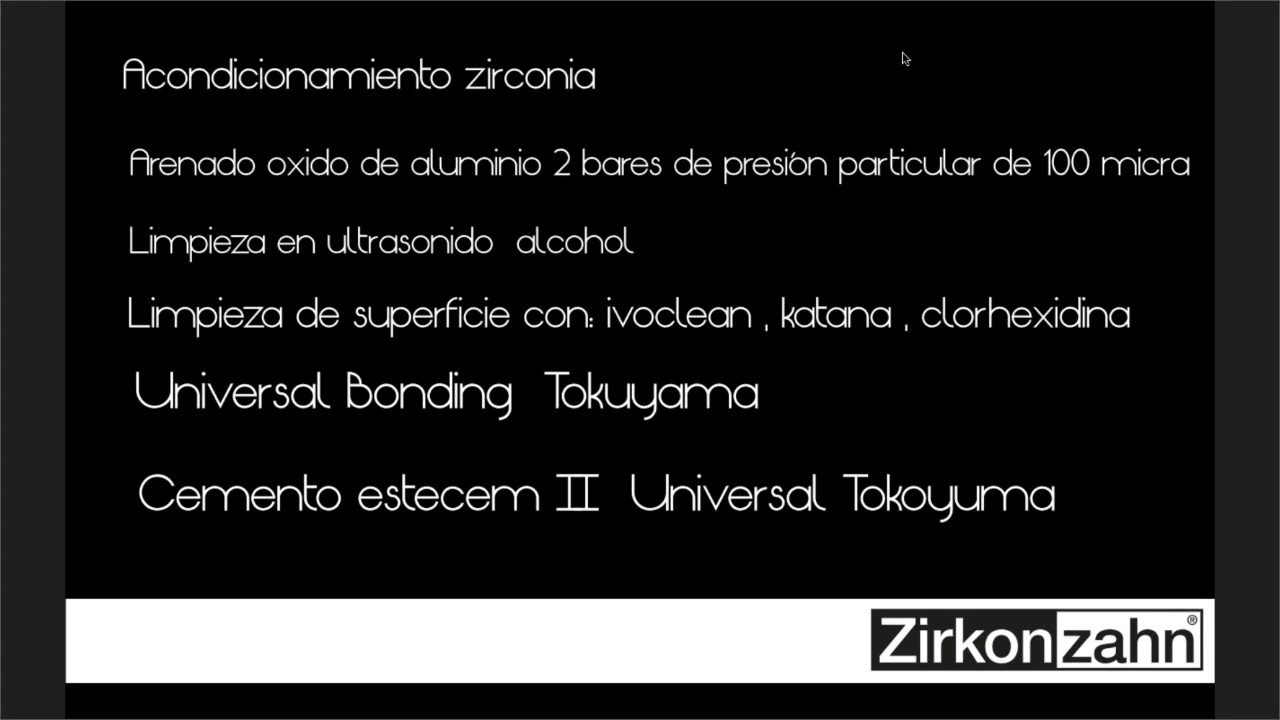 Acondicionamiento zirconia
Arenado oxido de aluminio 2 bares de presión particular de 100 micra
Limpieza en ultrasonido alcohol
Limpieza de superficie con: ivoclean , katana , clorhexidina
Universal Bonding Tokuyama
Cemento estecem II Universal Tokoyuma
Zirkonzahn®